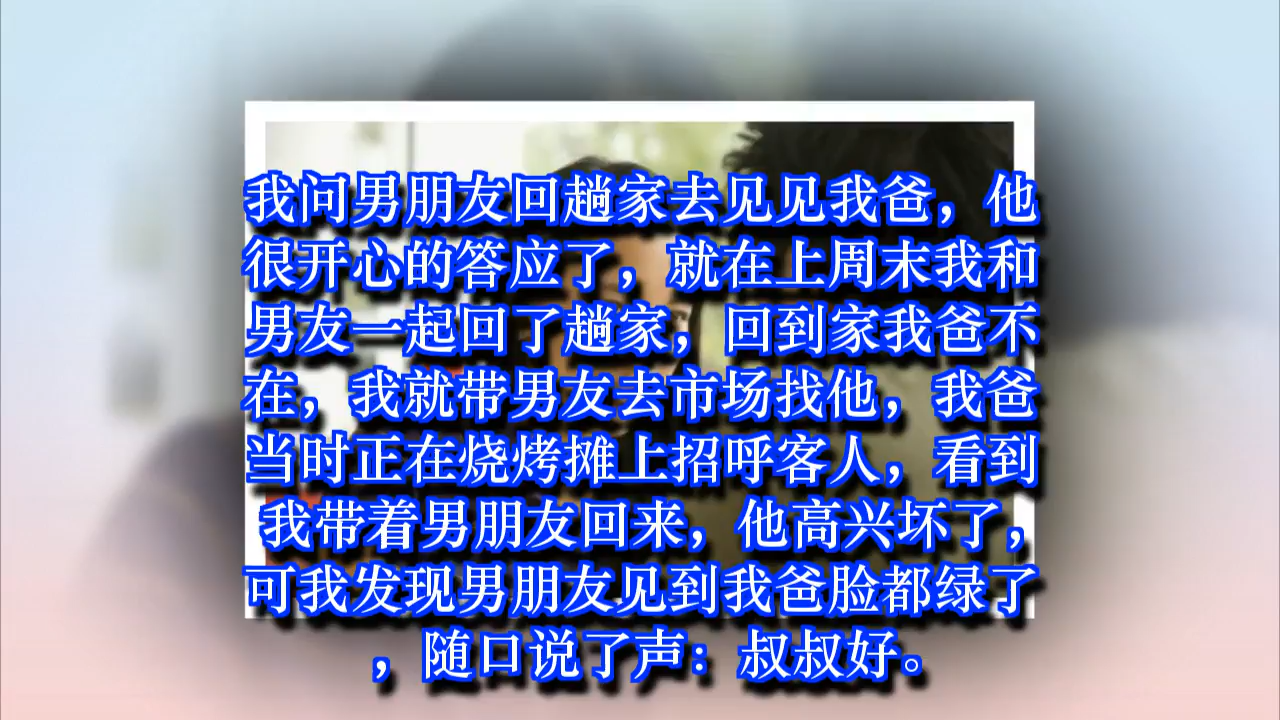 我问男朋友回趟家去见见我爸，他
很开心的答应了，就在上周末我和
男友一起回了趟家，回到家我爸不
在，我就带男友去市场找他，我爸
当时正在烧烤摊上招呼客人，看到
我带着男朋友回来，他高兴坏了，
可我发现男朋友见到我爸脸都绿了
，随口说了声：叔叔好。